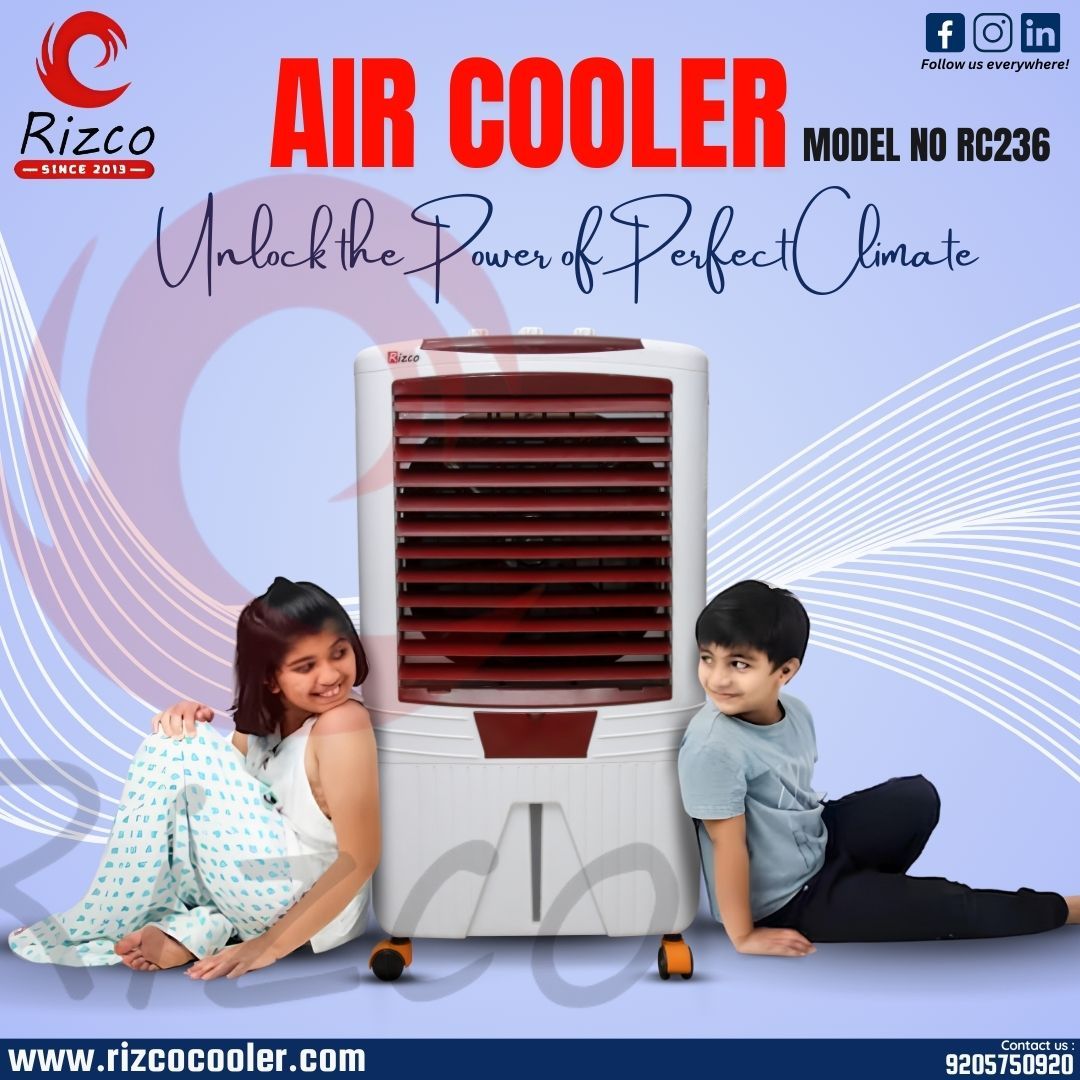 Rizco
SINCE 2013
AIR COOLER
MODEL NO RC236
Follow us everywhere!
Unlock the Power of Perfect Climate
Rizco
Rizco
www.rizcocooler.com
Contact us :
9205750920